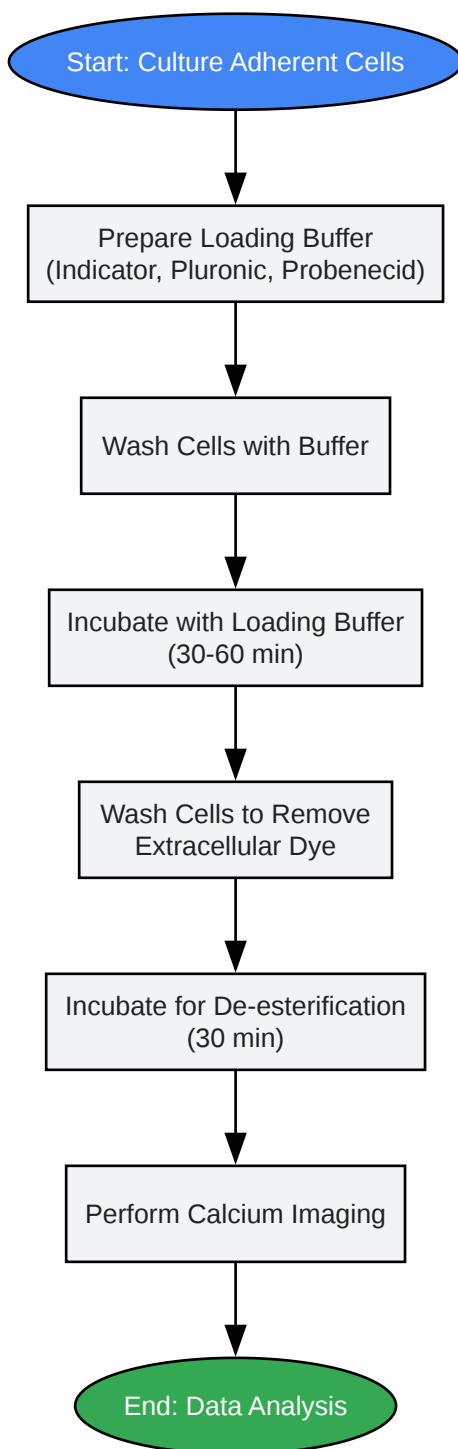 Start: Culture Adherent Cells
Prepare Loading Buffer
(Indicator, Pluronic, Probenecid)
Wash Cells with Buffer
Incubate with Loading Buffer
(30-60 min)
Wash Cells to Remove
Extracellular Dye
Incubate for De-esterification
(30 min)
Perform Calcium Imaging
End: Data Analysis